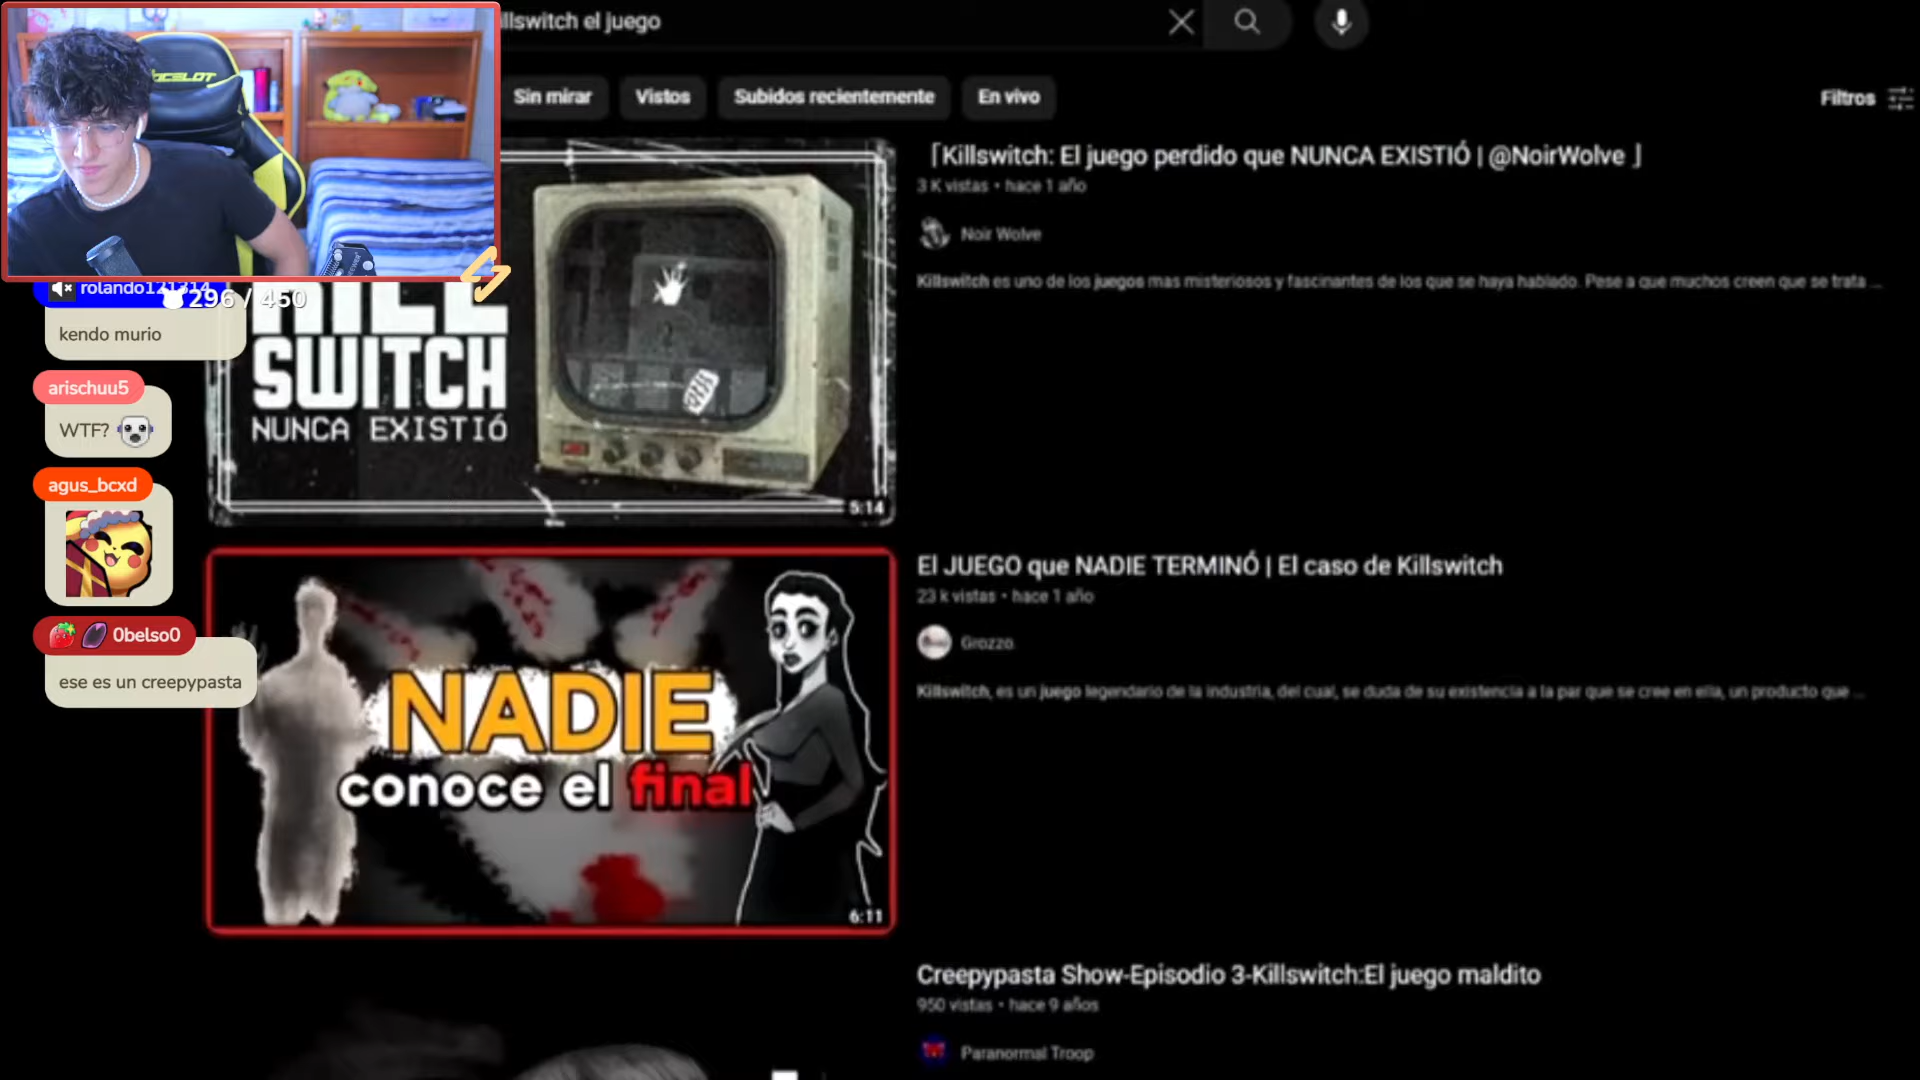 llswitch el juego
Sin mirar
Vistos
Subidos recientemente
En vivo
Filtros
「Killswitch: El juego perdido que NUNCA EXISTIÓ | @NoirWolve 」
3 K vistas • hace 1 año
Noir Wolve
Killswitch es uno de los juegos mas misteriosos y fascinantes de los que se haya hablado. Pese a que muchos creen que se trata ...
rolando121314
296 / 450
kendo murio
arischuu5
WTF?
agus_bcxd
0belso0
ese es un creepypasta
KILL
SWITCH
NUNCA EXISTIÓ
5:14
El JUEGO que NADIE TERMINÓ | El caso de Killswitch
23 k vistas • hace 1 año
Grozzo
Killswitch, es un juego legendario de la industria, del cual, se duda de su existencia a la par que se cree en ella, un producto que ...
NADIE
conoce el final
6:11
Creepypasta Show-Episodio 3-Killswitch:El juego maldito
950 vistas • hace 9 años
Paranormal Troop